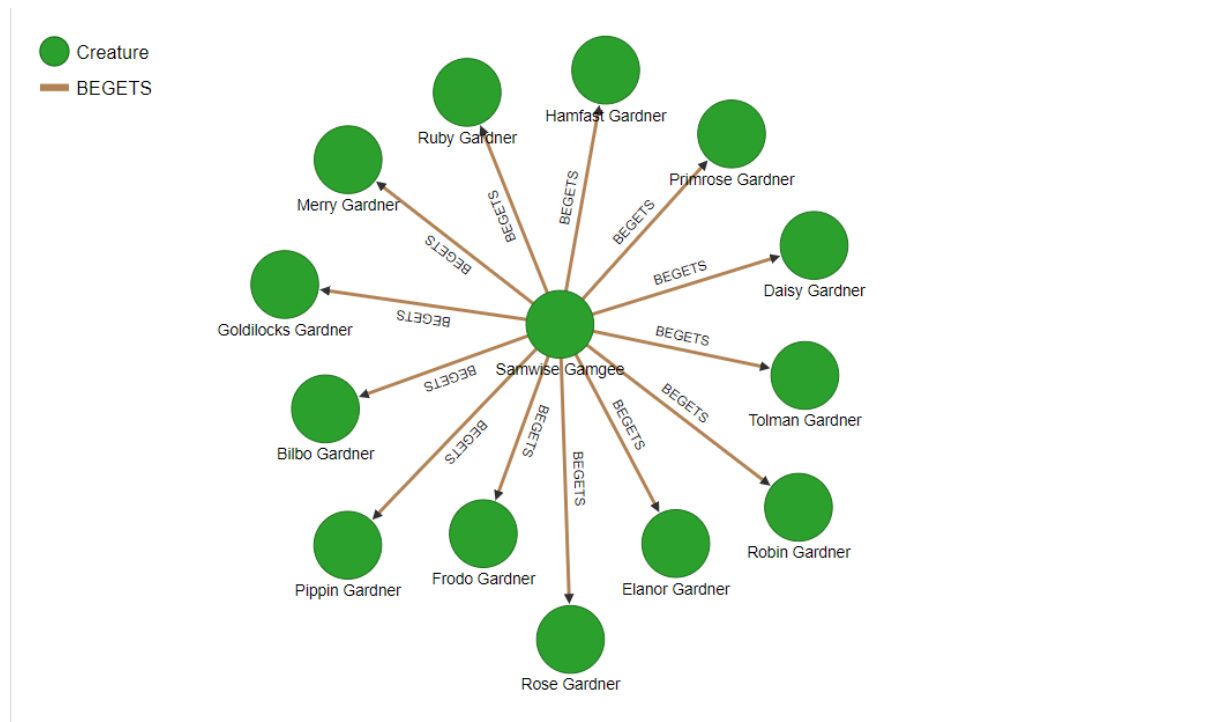 Creature
BEGETS
Hamfast Gardner
Ruby Gardner
Primrose Gardner
Merry Gardner
BEGETS
BEGETS
BEGETS
BEGETS
BEGETS
Daisy Gardner
Goldilocks Gardner
BEGETS
BEGETS
Samwise Gamgee
BEGETS
BEGETS
Tolman Gardner
BEGETS
BEGETS
BEGETS
BEGETS
Bilbo Gardner
BEGETS
Robin Gardner
Pippin Gardner
Frodo Gardner
Elanor Gardner
Rose Gardner